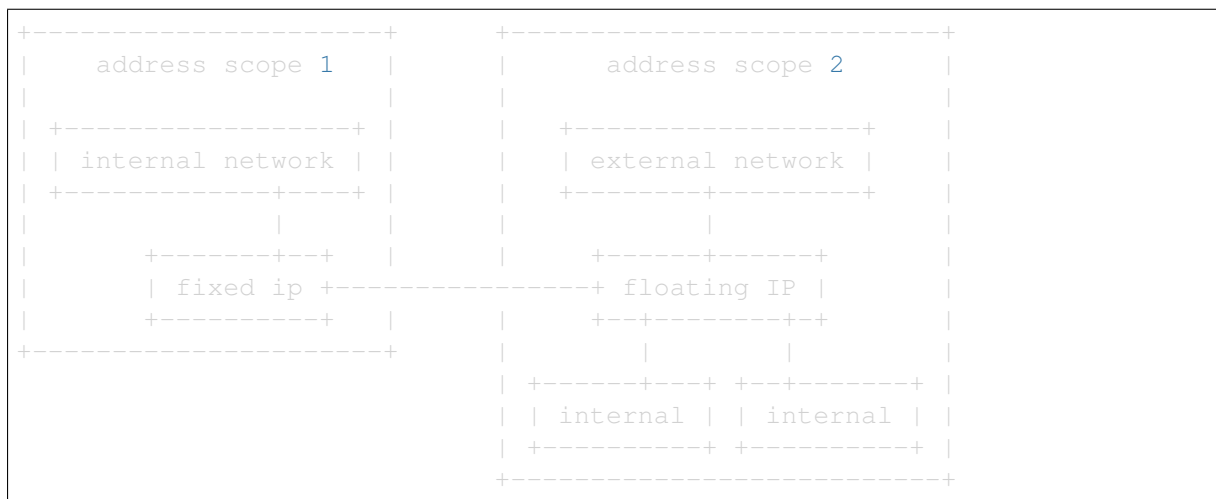 +----------------------+      +---------------------------+
|    address scope 1   |      |      address scope 2      |
|                      |      |                           |
| +------------------+ |      |   +------------------+    |
| | internal network | |      |   | external network |    |
| +-------------+----+ |      |   +--------+---------+    |
|               |      |      |            |              |
|       +-------+--+   |      |     +------+------+       |
|       | fixed ip +----------------+ floating IP |       |
|       +----------+   |      |     +--+--------+-+       |
+----------------------+      |        |        |         |
                              | +------+---+ +--+-------+ |
                              | | internal | | internal | |
                              | +----------+ +----------+ |
                              +---------------------------+